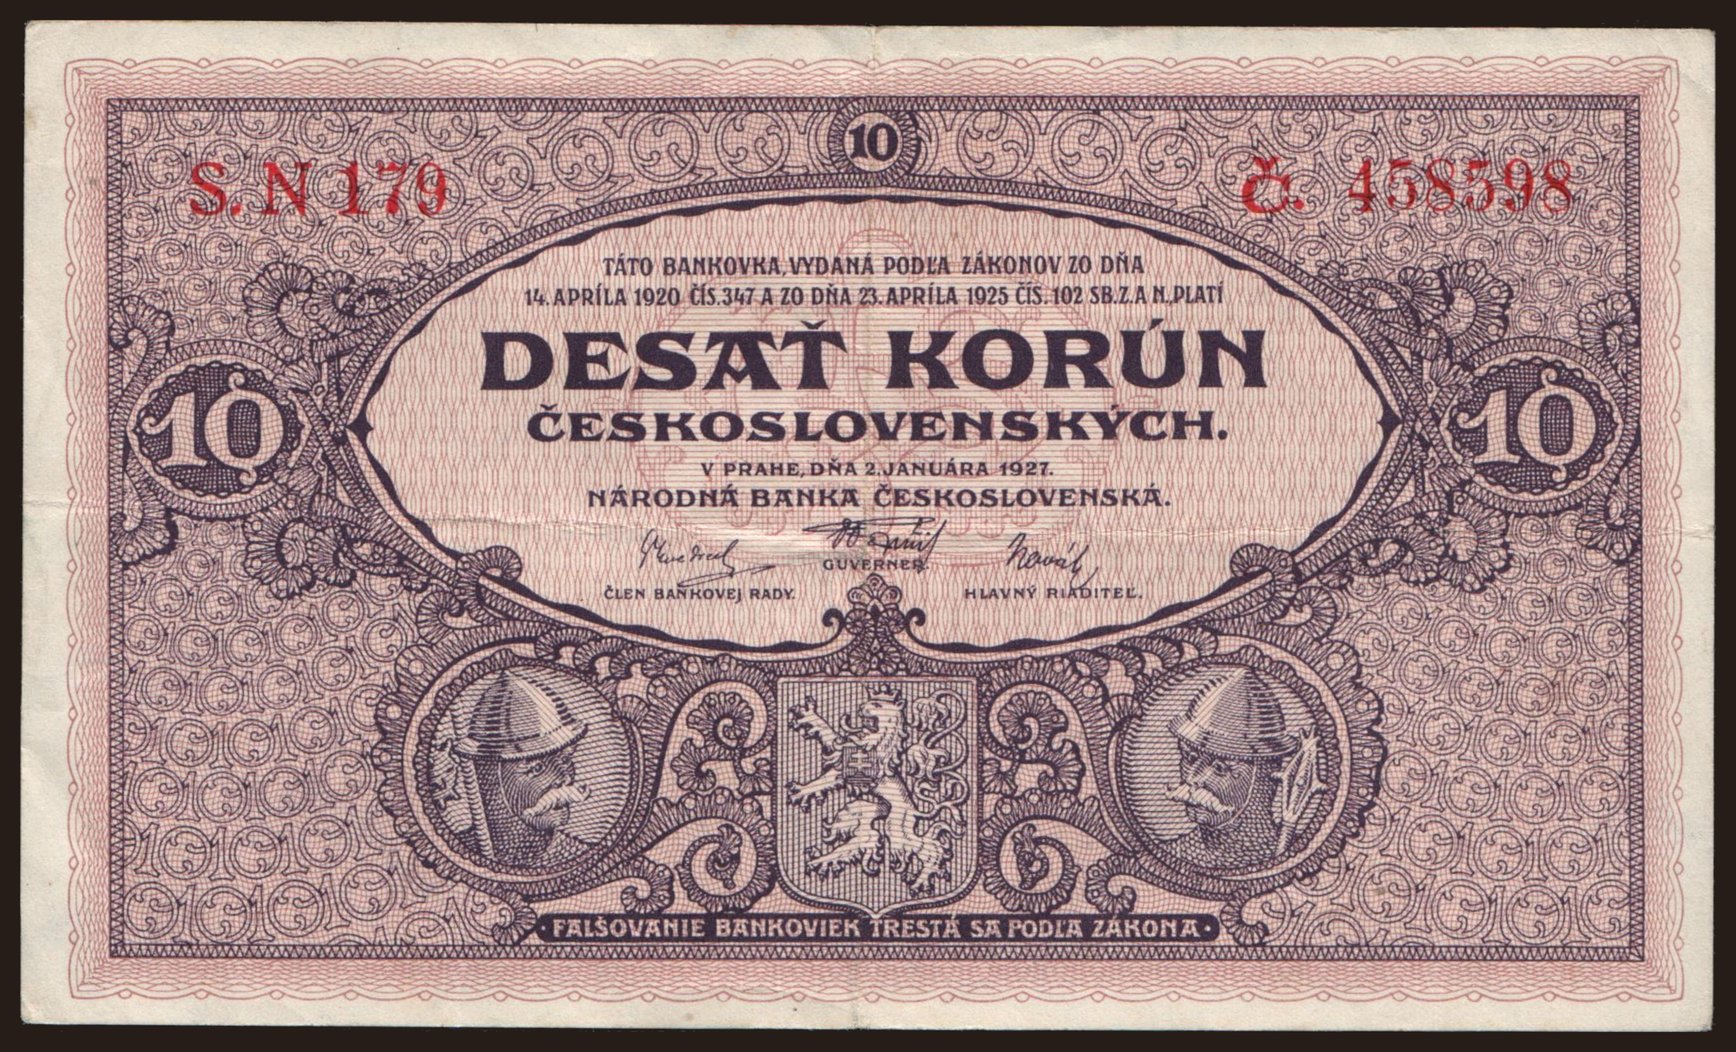 10
S. N 179
Č. 458598
TÁTO BANKOVKA, VYDANÁ PODĽA ZÁKONOV ZO DŇA
14. APRÍLA 1920 ČÍS. 347 A ZO DŇA 23. APRÍLA 1925 ČÍS. 102 SB. Z. A N. PLATÍ
DESAŤ KORÚN
ČESKOSLOVENSKÝCH.
10
10
V PRAHE, DŇA 2. JANUÁRA 1927.
NÁRODNÁ BANKA ČESKOSLOVENSKÁ.
GUVERNER.
ČLEN BANKOVEJ RADY.
HLAVNÝ RIADITEĽ.
FALŠOVANIE BANKOVIEK TRESTÁ SA PODĽA ZÁKONA